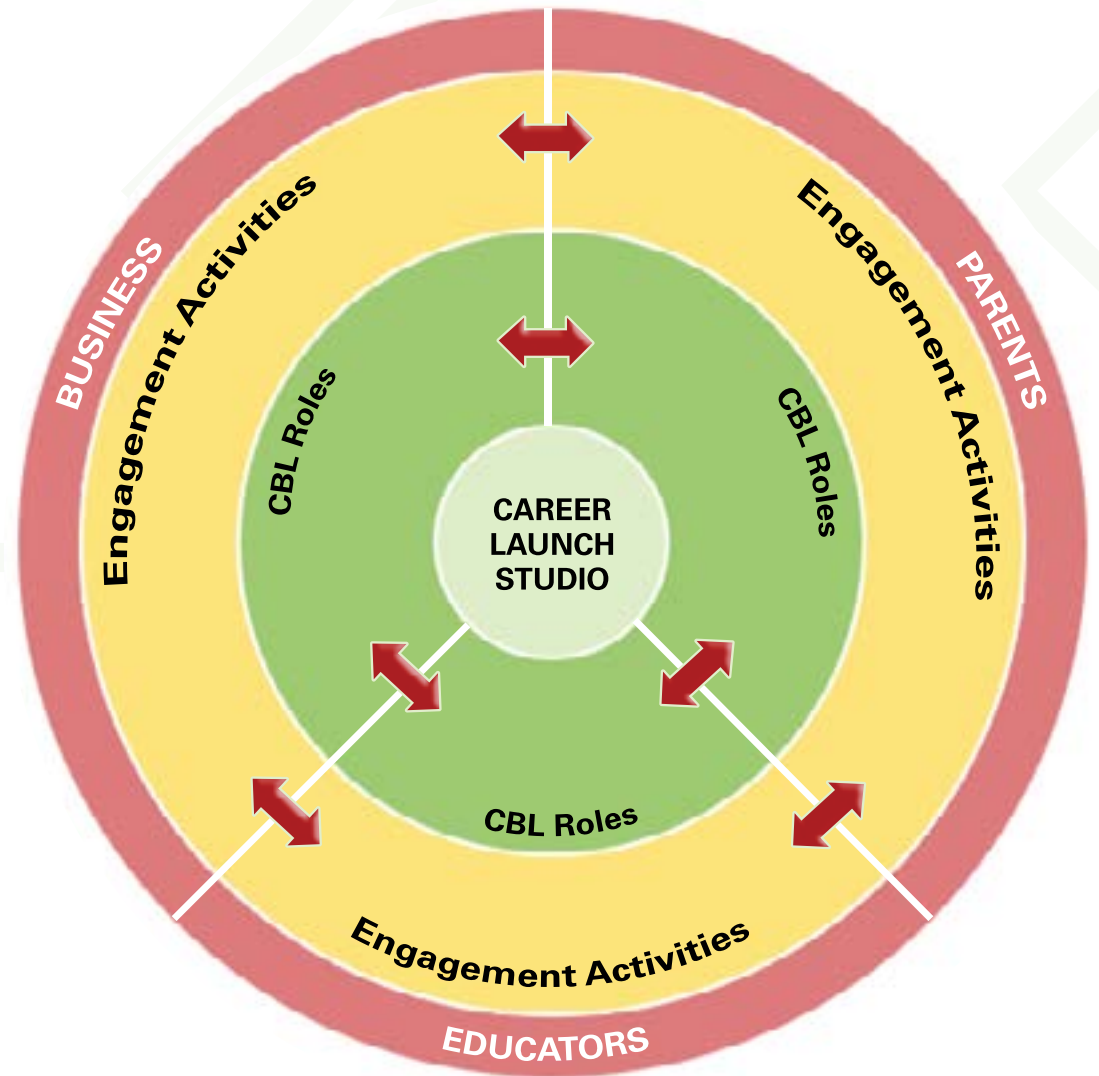 BUSINESS
Engagement Activities
CBL Roles
PARENTS
Engagement Activities
CBL Roles
CAREER
LAUNCH
STUDIO
CBL Roles
Engagement Activities
EDUCATORS